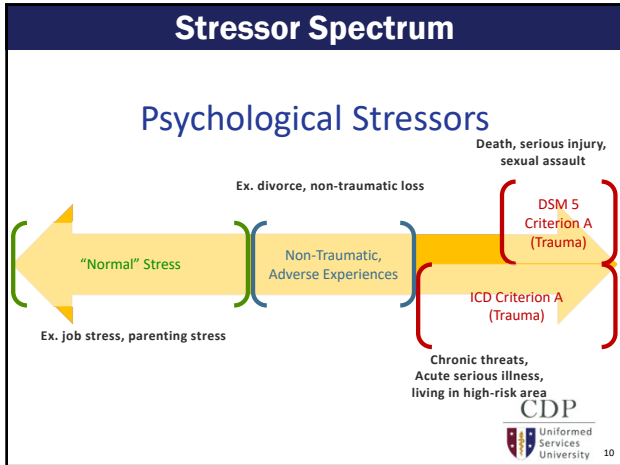 Stressor Spectrum
Psychological Stressors
Death, serious injury,
sexual assault
Ex. divorce, non-traumatic loss
DSM 5
Criterion A
(Trauma)
“Normal” Stress
Non-Traumatic,
Adverse Experiences
ICD Criterion A
(Trauma)
Ex. job stress, parenting stress
Chronic threats,
Acute serious illness,
living in high-risk area
CDP
Uniformed
Services
University
10